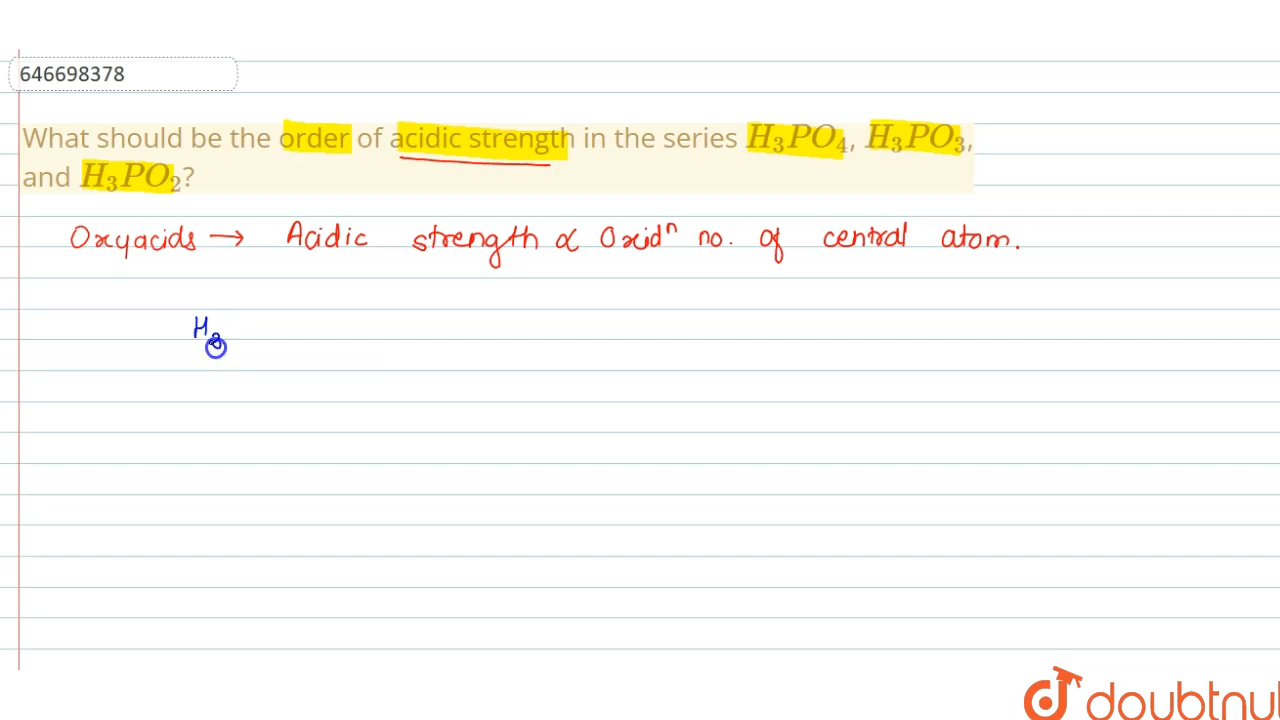 646698378
What should be the order of acidic strength in the series H₃PO₄, H₃PO₃,
and H₃PO₂?
Oxyacids → Acidic strength ∝ Oxidⁿ no. of central atom.
H₃
doubtnut